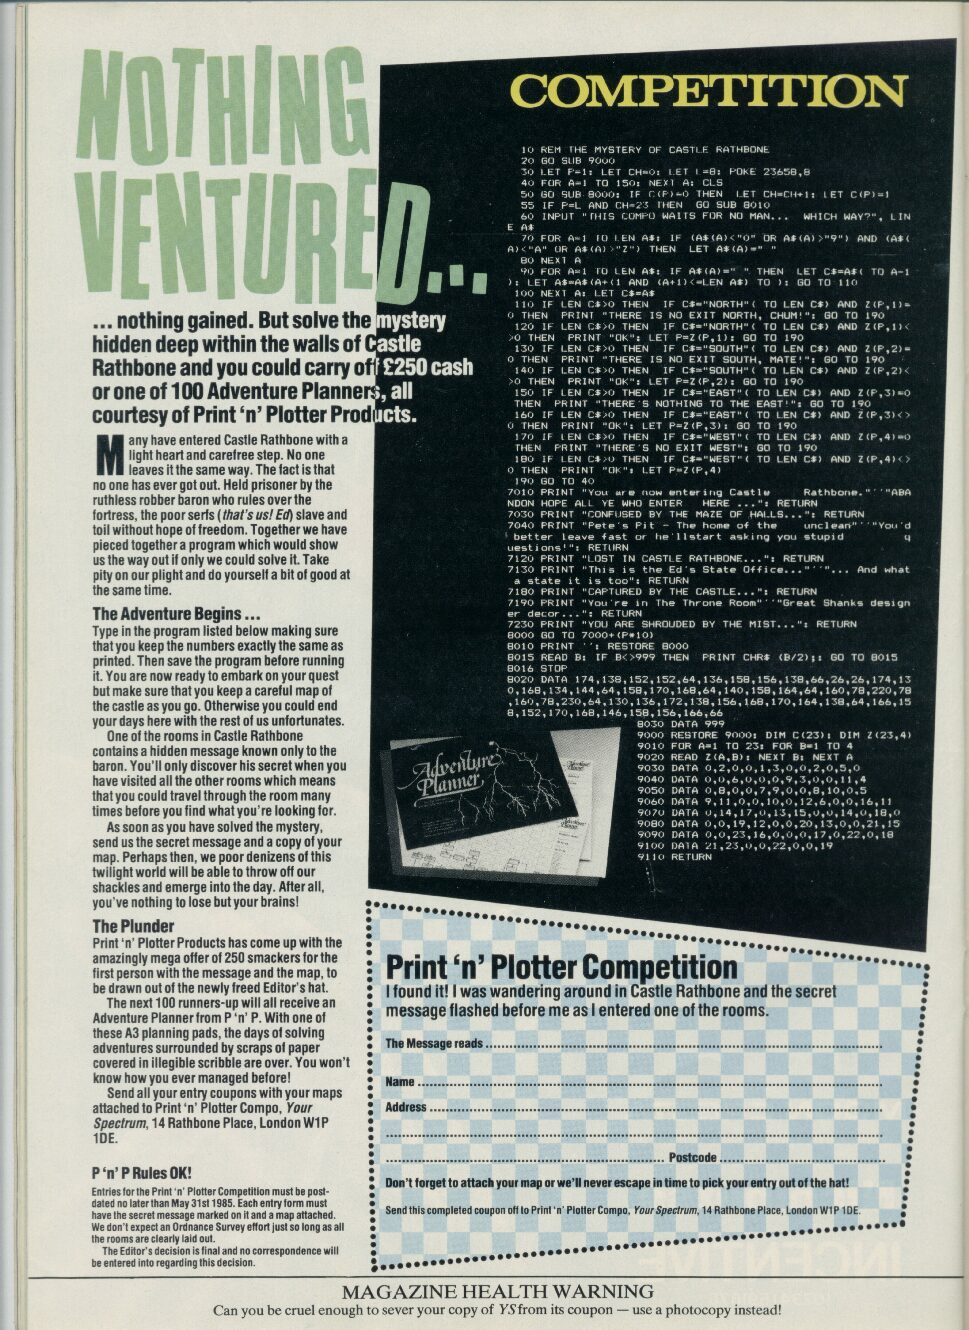 NOTHING
VENTURED...
... nothing gained. But solve the mystery
hidden deep within the walls of Castle
Rathbone and you could carry off £250 cash
or one of 100 Adventure Planners, all
courtesy of Print ‘n’ Plotter Products.
Many have entered Castle Rathbone with a
light heart and carefree step. No one
leaves it the same way. The fact is that
no one has ever got out. Held prisoner by the
ruthless robber baron who rules over the
fortress, the poor serfs (that's us! Ed) slave and
toil without hope of freedom. Together we have
pieced together a program which would show
us the way out if only we could solve it. Take
pity on our plight and do yourself a bit of good at
the same time.
The Adventure Begins ...
Type in the program listed below making sure
that you keep the numbers exactly the same as
printed. Then save the program before running
it. You are now ready to embark on your quest
but make sure that you keep a careful map of
the castle as you go. Otherwise you could end
your days here with the rest of us unfortunates.
One of the rooms in Castle Rathbone
contains a hidden message known only to the
baron. You'll only discover his secret when you
have visited all the other rooms which means
that you could travel through the room many
times before you find what you're looking for.
As soon as you have solved the mystery,
send us the secret message and a copy of your
map. Perhaps then, we poor denizens of this
twilight world will be able to throw off our
shackles and emerge into the day. After all,
you've nothing to lose but your brains!
The Plunder
Print ‘n’ Plotter Products has come up with the
amazingly mega offer of 250 smackers for the
first person with the message and the map, to
be drawn out of the newly freed Editor's hat.
The next 100 runners-up will all receive an
Adventure Planner from P ‘n’ P. With one of
these A3 planning pads, the days of solving
adventures surrounded by scraps of paper
covered in illegible scribble are over. You won't
know how you ever managed before!
Send all your entry coupons with your maps
attached to Print ‘n’ Plotter Compo, Your
Spectrum, 14 Rathbone Place, London W1P
1DE.
P ‘n’ P Rules OK!
Entries for the Print ‘n’ Plotter Competition must be post-
dated no later than May 31st 1985. Each entry form must
have the secret message marked on it and a map attached.
We don't expect an Ordnance Survey effort just so long as all
the rooms are clearly laid out.
The Editor's decision is final and no correspondence will
be entered into regarding this decision.
COMPETITION
10 REM THE MYSTERY OF CASTLE RATHBONE
20 GO SUB 9000
30 LET P=1: LET CH=0: LET L=8: POKE 23658,8
40 FOR A=1 TO 150: NEXT A: CLS
50 GO SUB 8000: IF C(P)=0 THEN LET CH=CH+1: LET C(P)=1
55 IF P=L AND CH=23 THEN GO SUB 8010
60 INPUT "THIS COMPO WAITS FOR NO MAN... WHICH WAY?", LIN
E A$
70 FOR A=1 TO LEN A$: IF (A$(A)<"0" OR A$(A)>"9") AND (A$(
A)<"A" OR A$(A)>"Z") THEN LET A$(A)=" "
80 NEXT A
90 FOR A=1 TO LEN A$: IF A$(A)=" " THEN LET C$=A$( TO A-1
): LET A$=A$(A+(1 AND (A+1)<=LEN A$) TO ): GO TO 110
100 NEXT A: LET C$=A$
110 IF LEN C$>0 THEN IF C$="NORTH"( TO LEN C$) AND Z(P,1)=
0 THEN PRINT "THERE IS NO EXIT NORTH, CHUM!": GO TO 190
120 IF LEN C$>0 THEN IF C$="NORTH"( TO LEN C$) AND Z(P,1)<
>0 THEN PRINT "OK": LET P=Z(P,1): GO TO 190
130 IF LEN C$>0 THEN IF C$="SOUTH"( TO LEN C$) AND Z(P,2)=
0 THEN PRINT "THERE IS NO EXIT SOUTH, MATE!": GO TO 190
140 IF LEN C$>0 THEN IF C$="SOUTH"( TO LEN C$) AND Z(P,2)<
>0 THEN PRINT "OK": LET P=Z(P,2): GO TO 190
150 IF LEN C$>0 THEN IF C$="EAST"( TO LEN C$) AND Z(P,3)=0
THEN PRINT "THERE'S NOTHING TO THE EAST!": GO TO 190
160 IF LEN C$>0 THEN IF C$="EAST"( TO LEN C$) AND Z(P,3)<>
0 THEN PRINT "OK": LET P=Z(P,3): GO TO 190
170 IF LEN C$>0 THEN IF C$="WEST"( TO LEN C$) AND Z(P,4)=0
THEN PRINT "THERE'S NO EXIT WEST": GO TO 190
180 IF LEN C$>0 THEN IF C$="WEST"( TO LEN C$) AND Z(P,4)<>
0 THEN PRINT "OK": LET P=Z(P,4)
190 GO TO 40
7010 PRINT "You are now entering Castle Rathbone."''"ABA
NDON HOPE ALL YE WHO ENTER HERE ...": RETURN
7030 PRINT "CONFUSED BY THE MAZE OF HALLS...": RETURN
7040 PRINT "Pete's Pit - The home of the unclean"''"You'd
better leave fast or he'llstart asking you stupid q
uestions!": RETURN
7120 PRINT "LOST IN CASTLE RATHBONE...": RETURN
7130 PRINT "This is the Ed's State Office..."''"... And what
a state it is too": RETURN
7180 PRINT "CAPTURED BY THE CASTLE...": RETURN
7190 PRINT "You're in The Throne Room"''"Great Shanks design
er decor...": RETURN
7230 PRINT "YOU ARE SHROUDED BY THE MIST...": RETURN
8000 GO TO 7000+(P*10)
8010 PRINT '': RESTORE 8000
8015 READ B: IF B<>999 THEN PRINT CHR$ (B/2);: GO TO 8015
8016 STOP
8020 DATA 174,138,152,152,64,136,158,156,138,66,26,26,174,13
0,168,134,144,64,158,170,168,64,140,158,164,64,160,78,220,78
,160,78,230,64,130,136,172,138,156,168,170,164,138,64,166,15
8,152,170,168,146,158,156,166,66
8030 DATA 999
9000 RESTORE 9000: DIM C(23): DIM Z(23,4)
9010 FOR A=1 TO 23: FOR B=1 TO 4
9020 READ Z(A,B): NEXT B: NEXT A
9030 DATA 0,2,0,0,1,3,0,0,2,0,5,0
9040 DATA 0,0,6,0,0,0,9,3,0,0,11,4
9050 DATA 0,8,0,0,7,9,0,0,8,10,0,5
9060 DATA 9,11,0,0,10,0,12,6,0,0,16,11
9070 DATA 0,14,17,0,13,15,0,0,14,0,18,0
9080 DATA 0,0,19,12,0,0,20,13,0,0,21,15
9090 DATA 0,0,23,16,0,0,0,17,0,22,0,18
9100 DATA 21,23,0,0,22,0,0,19
9110 RETURN
Adventure
Planner
Print ‘n’ Plotter Competition
I found it! I was wandering around in Castle Rathbone and the secret
message flashed before me as I entered one of the rooms.
The Message reads
Name
Address
Postcode
Don't forget to attach your map or we'll never escape in time to pick your entry out of the hat!
Send this completed coupon off to Print ‘n’ Plotter Compo, Your Spectrum, 14 Rathbone Place, London W1P 1DE.
MAGAZINE HEALTH WARNING
Can you be cruel enough to sever your copy of YS from its coupon — use a photocopy instead!